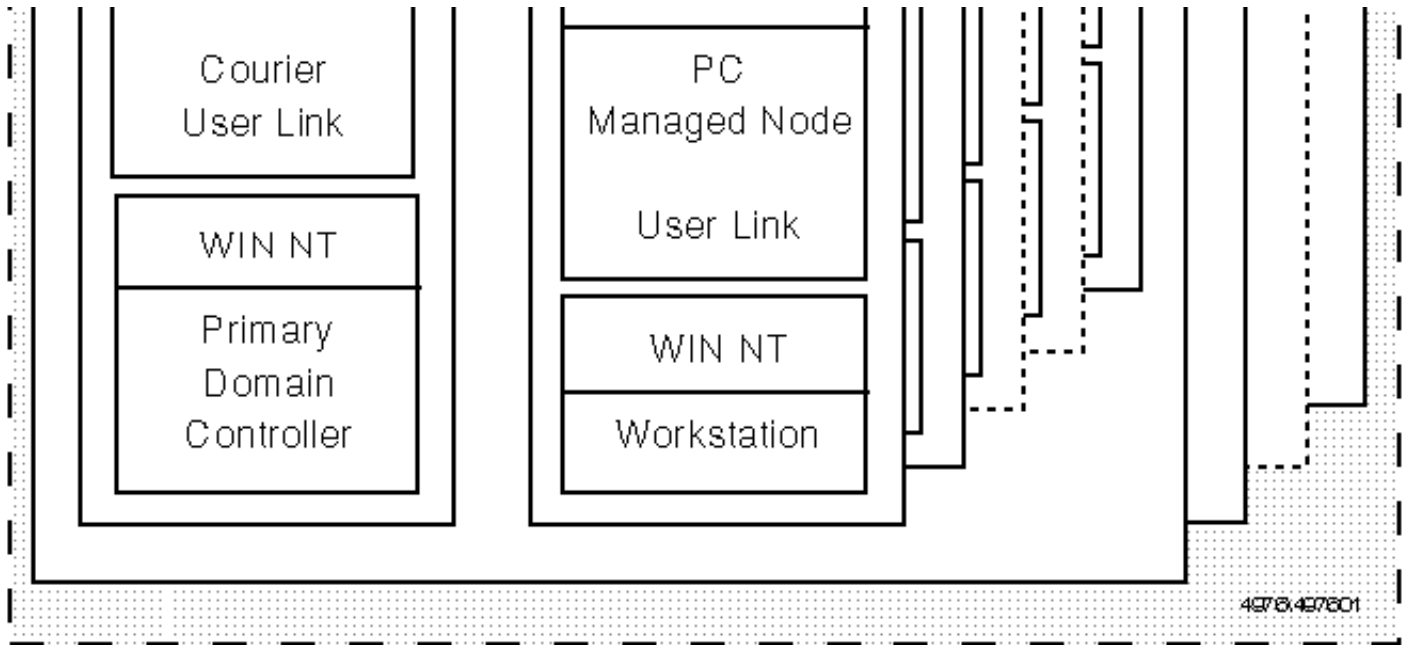 Courier
User Link
WIN NT
Primary
Domain
Controller
PC
Managed Node
User Link
WIN NT
Workstation
4976\497601